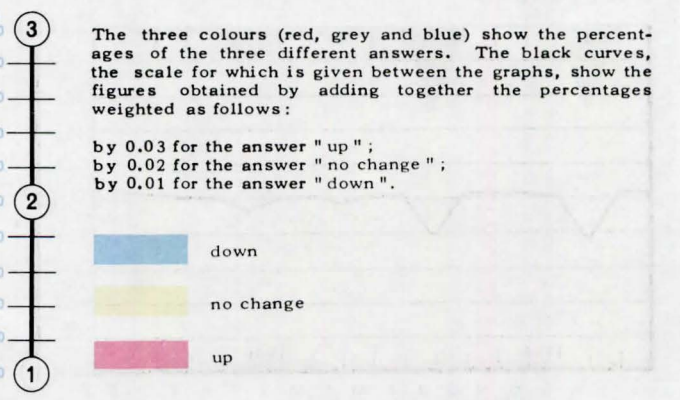 3
The three colours (red, grey and blue) show the percent-
ages of the three different answers. The black curves,
the scale for which is given between the graphs, show the
figures obtained by adding together the percentages
weighted as follows:
by 0.03 for the answer "up";
by 0.02 for the answer "no change";
by 0.01 for the answer "down".
2
down
no change
up
1